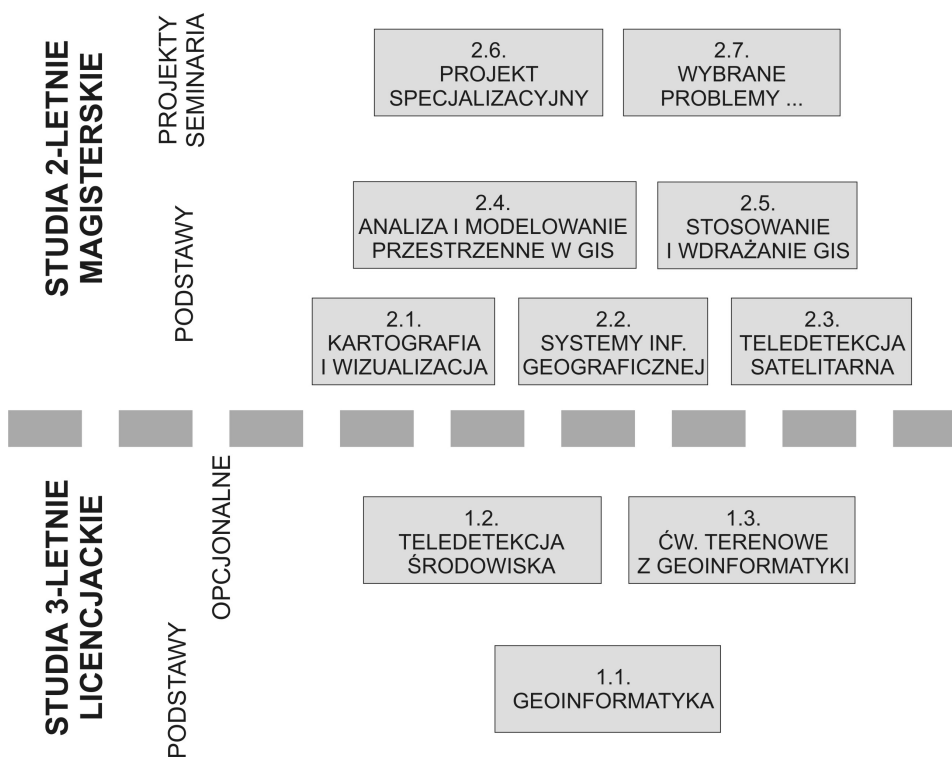 STUDIA 2-LETNIE
MAGISTERSKIE
PROJEKTY
SEMINARIA
2.6.
PROJEKT
SPECJALIZACYJNY
2.7.
WYBRANE
PROBLEMY ...
PODSTAWY
2.4.
ANALIZA I MODELOWANIE
PRZESTRZENNE W GIS
2.5.
STOSOWANIE
I WDRAŻANIE GIS
2.1.
KARTOGRAFIA
I WIZUALIZACJA
2.2.
SYSTEMY INF.
GEOGRAFICZNEJ
2.3.
TELEDETEKCJA
SATELITARNA
STUDIA 3-LETNIE
LICENCJACKIE
OPCJONALNE
1.2.
TELEDETEKCJA
ŚRODOWISKA
1.3.
ĆW. TERENOWE
Z GEOINFORMATYKI
PODSTAWY
1.1.
GEOINFORMATYKA